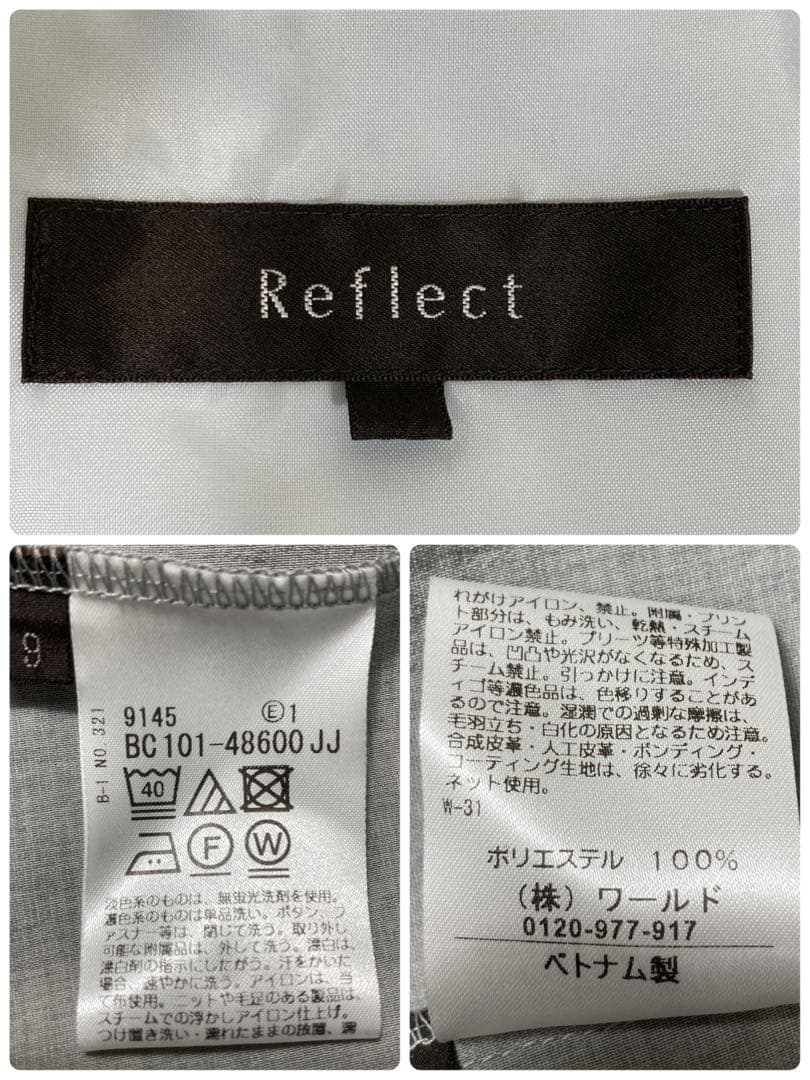 Reflect
9
B-1 NO. 321
9145 Ⓔ1
BC101-48600JJ
40
F W
淡色系のものは、無蛍光洗剤を使用。
濃色系のものは単品洗い。ボタン、フ
ァスナー等は、閉じて洗う。取り外し
可能な附属品は、外して洗う。漂白は、
漂白剤の指示にしたがう。汗をかいた
場合、速やかに洗う。アイロンは、当
て布使用。ニットや毛足のある製品は、
スチームでの浮かしアイロン仕上げ。
つけ置き洗い・濡れたままの放置、濡
れがけアイロン、禁止。附属・プリン
ト部分は、もみ洗い、乾熱・スチーム
アイロン禁止。プリーツ等特殊加工製
品は、凹凸や光沢がなくなるため、ス
チーム禁止。引っかけに注意。インデ
ィゴ等濃色品は、色移りすることがあ
るので注意。湿潤での過剰な摩擦は、
毛羽立ち・白化の原因となるため注意。
合成皮革・人工皮革・ボンディング・
コーティング生地は、徐々に劣化する。
ネット使用。
W-31
ポリエステル 100%
(株) ワールド
0120-977-917
ベトナム製